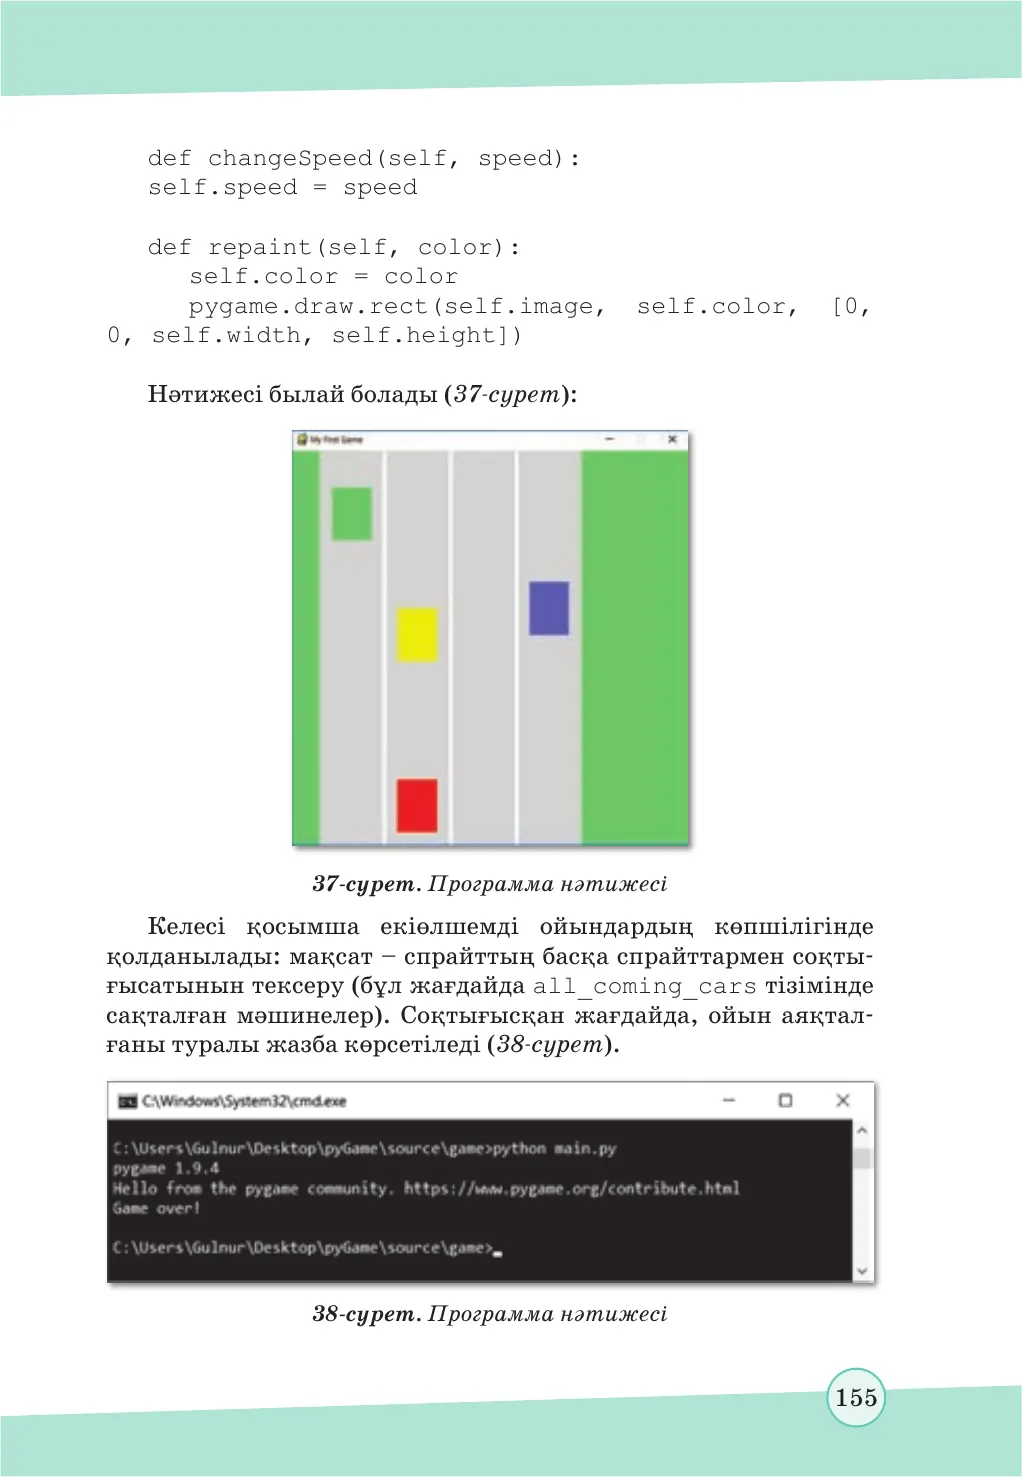 def changeSpeed(self, speed):
self.speed = speed
def repaint(self, color):
self.color = color
pygame.draw.rect(self.image, self.color, [0,
0, self.width, self.height])
Нәтижесі былай болады (37-сурет):
My First Game
37-сурет. Программа нәтижесі
Келесі қосымша екіөлшемді ойындардың көпшілігінде
қолданылады: мақсат – спрайттың басқа спрайттармен соқты-
ғысатынын тексеру (бұл жағдайда all_coming_cars тізімінде
сақталған мәшинелер). Соқтығысқан жағдайда, ойын аяқтал-
ғаны туралы жазба көрсетіледі (38-сурет).
C:\Windows\System32\cmd.exe
C:\Users\Gulnur\Desktop\pyGame\source\game>python main.py
pygame 1.9.4
Hello from the pygame community. https://www.pygame.org/contribute.html
Game over!
C:\Users\Gulnur\Desktop\pyGame\source\game>_
38-сурет. Программа нәтижесі
155